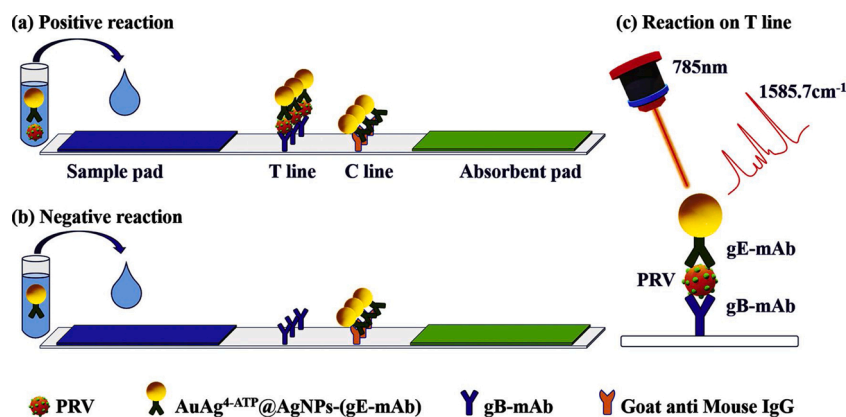 (a) Positive reaction
Sample pad T line C line Absorbent pad
(b) Negative reaction
(c) Reaction on T line
785nm
1585.7cm⁻¹
gE-mAb
PRV
gB-mAb
PRV AuAg⁴⁻ᴬᵀᴾ@AgNPs-(gE-mAb) gB-mAb Goat anti Mouse IgG